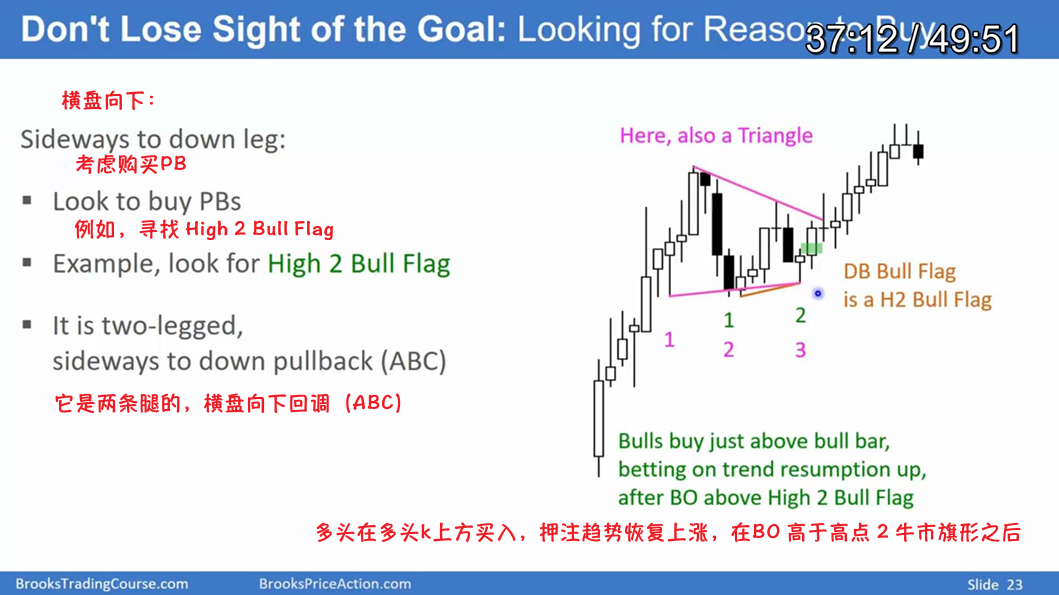 Don't Lose Sight of the Goal: Looking for Reason to Buy
37:12 / 49:51
横盘向下：
Sideways to down leg:
考虑购买PB
▪ Look to buy PBs
例如，寻找 High 2 Bull Flag
▪ Example, look for High 2 Bull Flag
▪ It is two-legged,
sideways to down pullback (ABC)
它是两条腿的，横盘向下回调（ABC）
Here, also a Triangle
DB Bull Flag
is a H2 Bull Flag
1 2
1 2 3
Bulls buy just above bull bar,
betting on trend resumption up,
after BO above High 2 Bull Flag
多头在多头k上方买入，押注趋势恢复上涨，在BO 高于高点 2 牛市旗形之后
BrooksTradingCourse.com
BrooksPriceAction.com
Slide 23